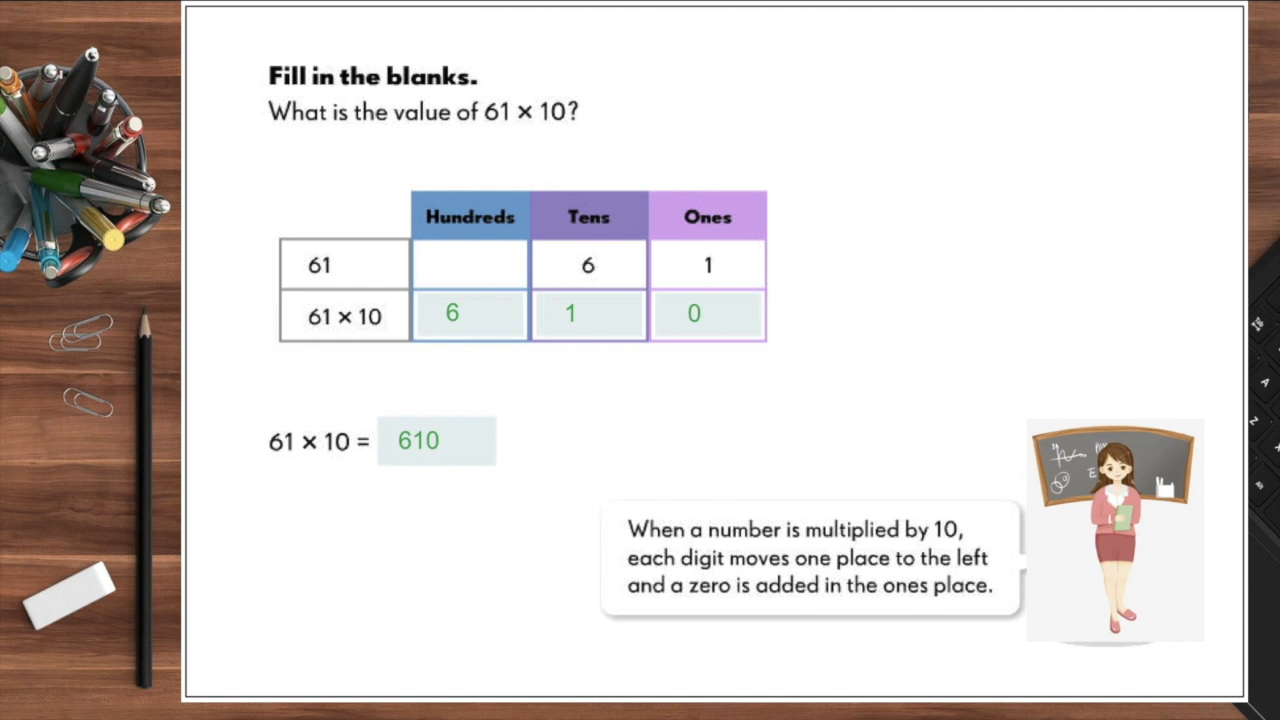 Fill in the blanks.
What is the value of 61 × 10?
Hundreds Tens Ones
61 6 1
61 × 10 6 1 0
61 × 10 = 610
When a number is multiplied by 10,
each digit moves one place to the left
and a zero is added in the ones place.
A
Z